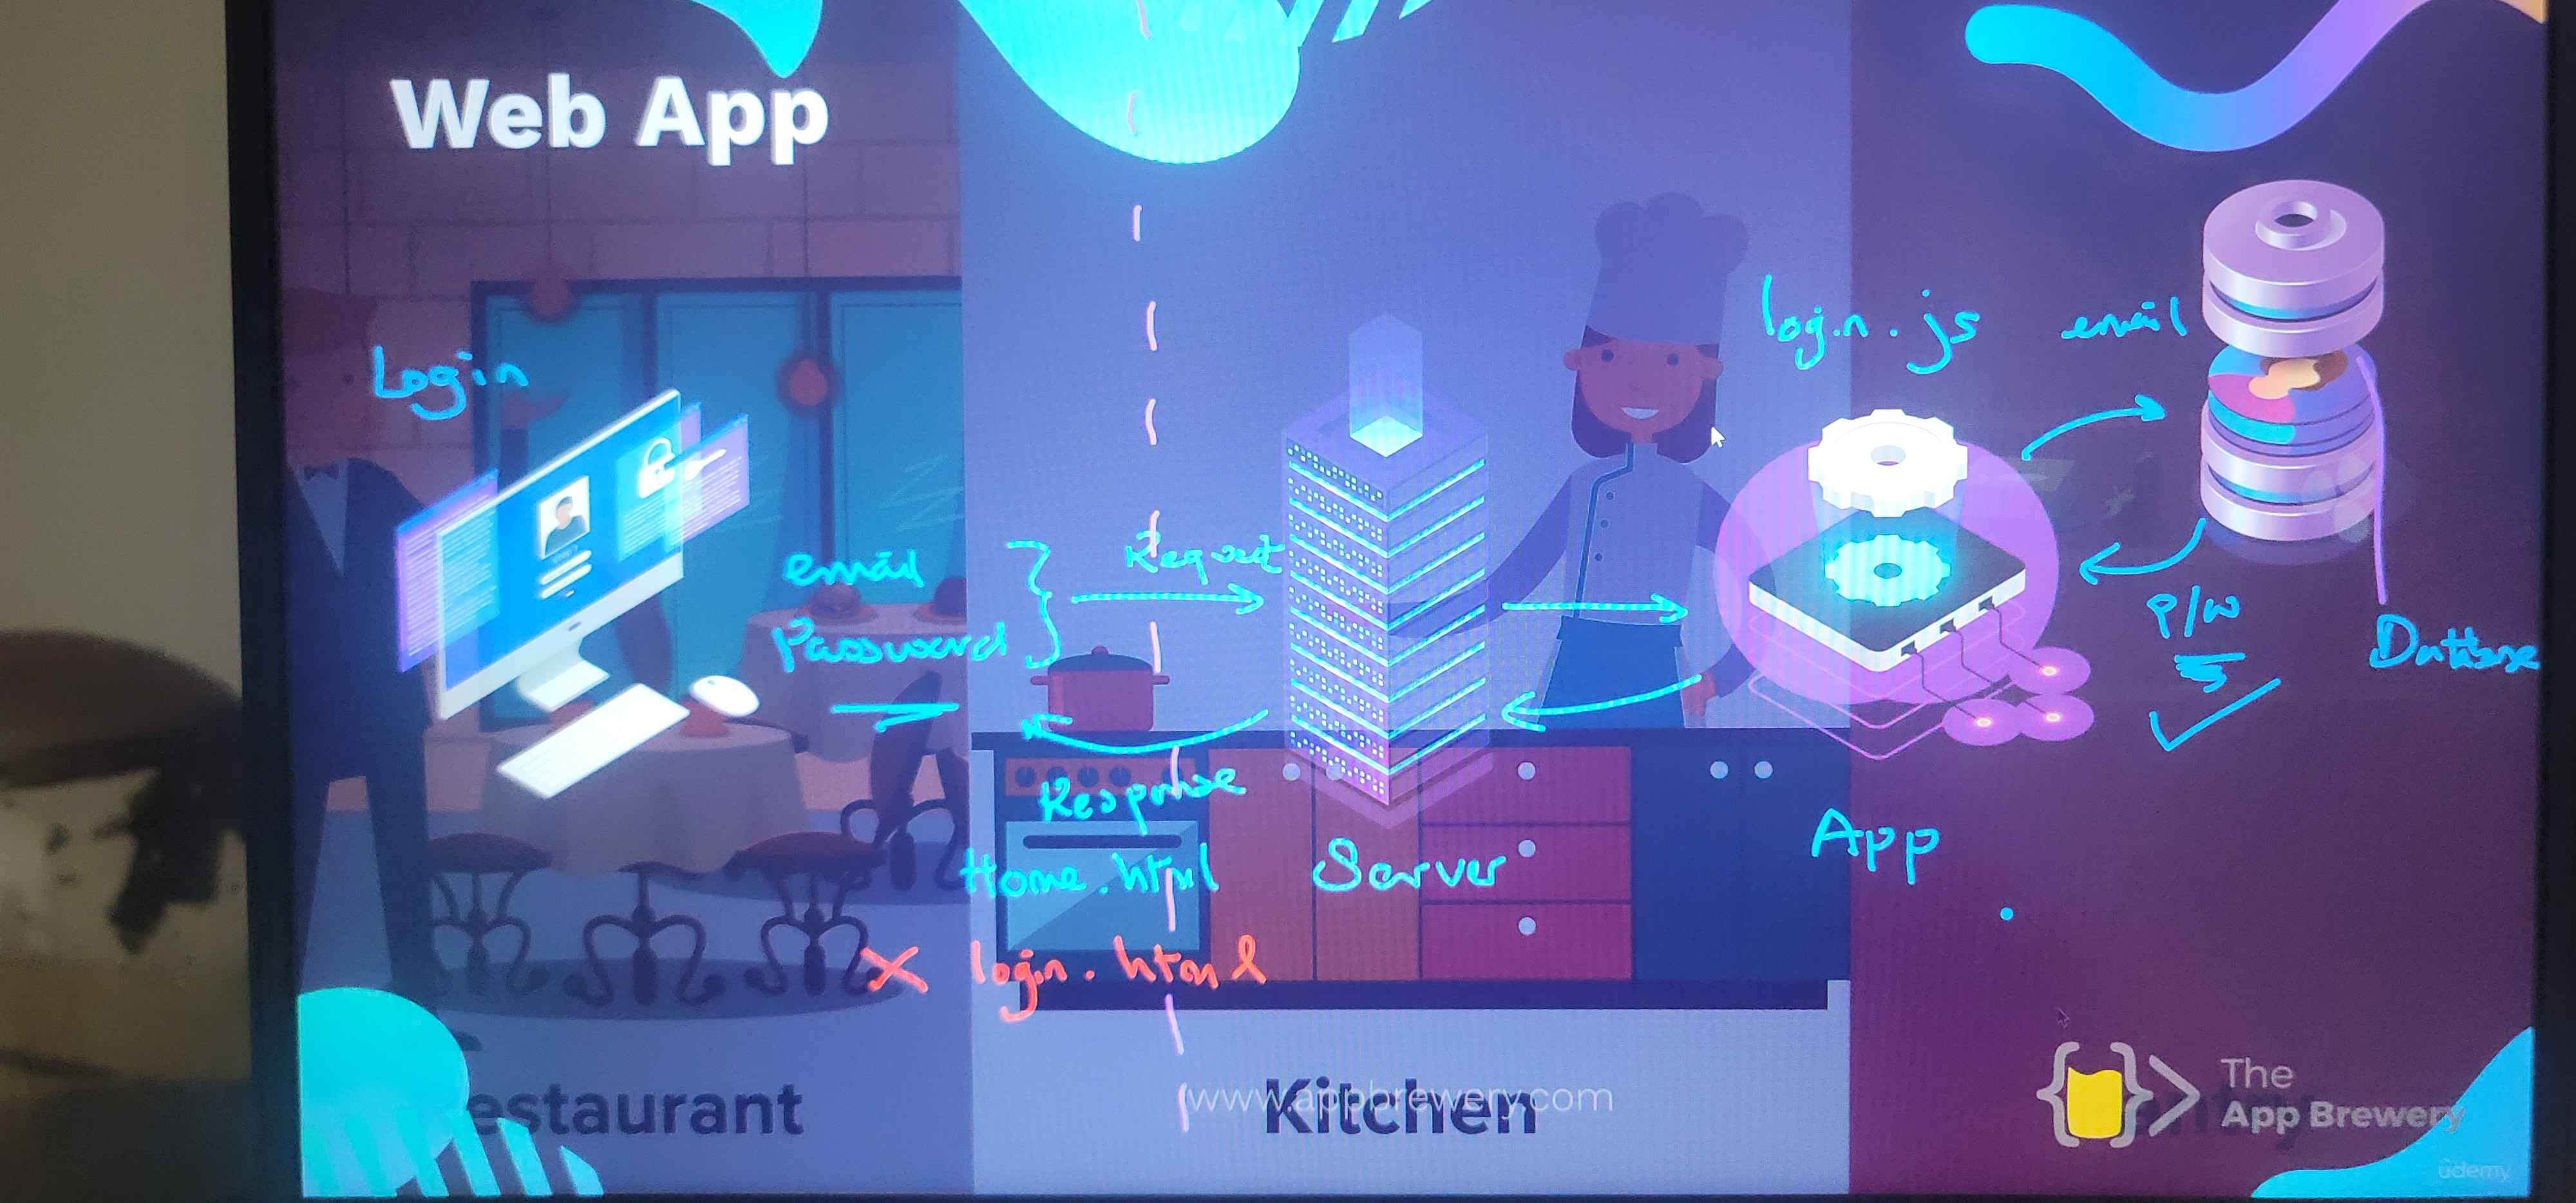 Web App
Login
login.js
email
email
Password
Request
P/W
Database
Response
Home.html
Server
App
login.html
estaurant
Kitchen
www.appbrewery.com
The
App Brewery
ntry
udemy